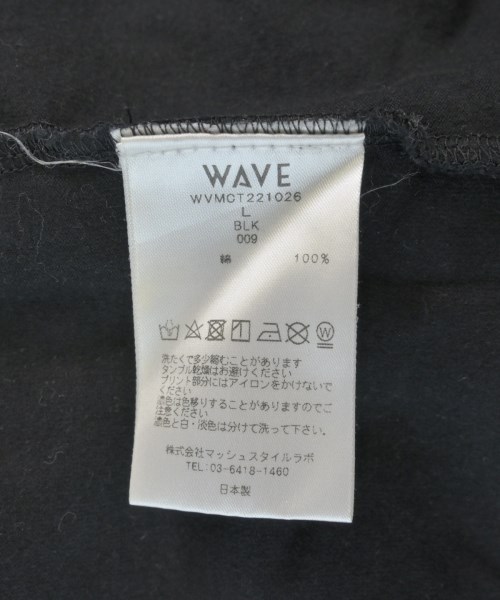 WAVE
WVMCT221026
L
BLK
009
綿 100%
洗たくで多少縮むことがあります
タンブル乾燥はお避けください
プリント部分にはアイロンをかけないで
ください
濃色は色移りすることがありますのでご
注意ください
濃色と白・淡色は分けて洗って下さい。
株式会社マッシュスタイルラボ
TEL:03-6418-1460
日本製